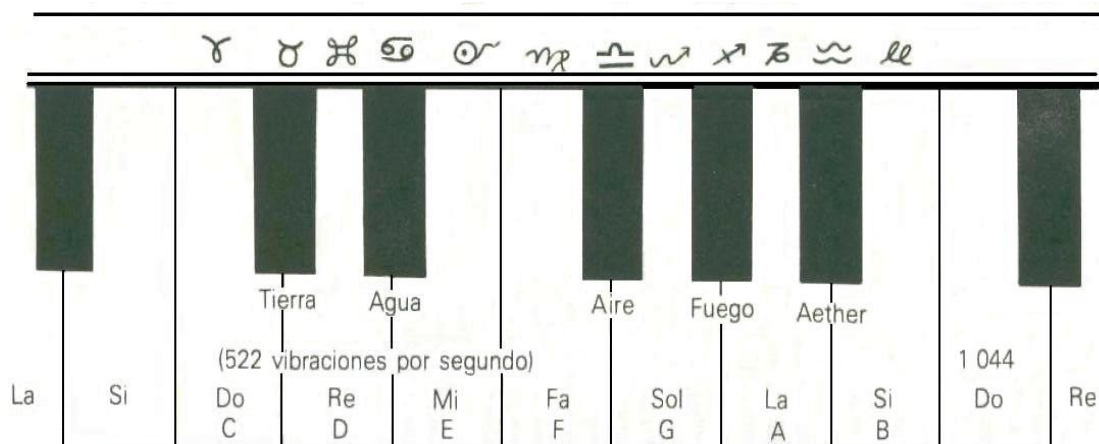 ♈ ♉ ♊ ♋ ♌ ♍ ♎ ♏ ♐ ♑ ♒ ♓
Tierra Agua Aire Fuego Aether
(522 vibraciones por segundo) 1 044
La Si Do Re Mi Fa Sol La Si Do Re
C D E F G A B